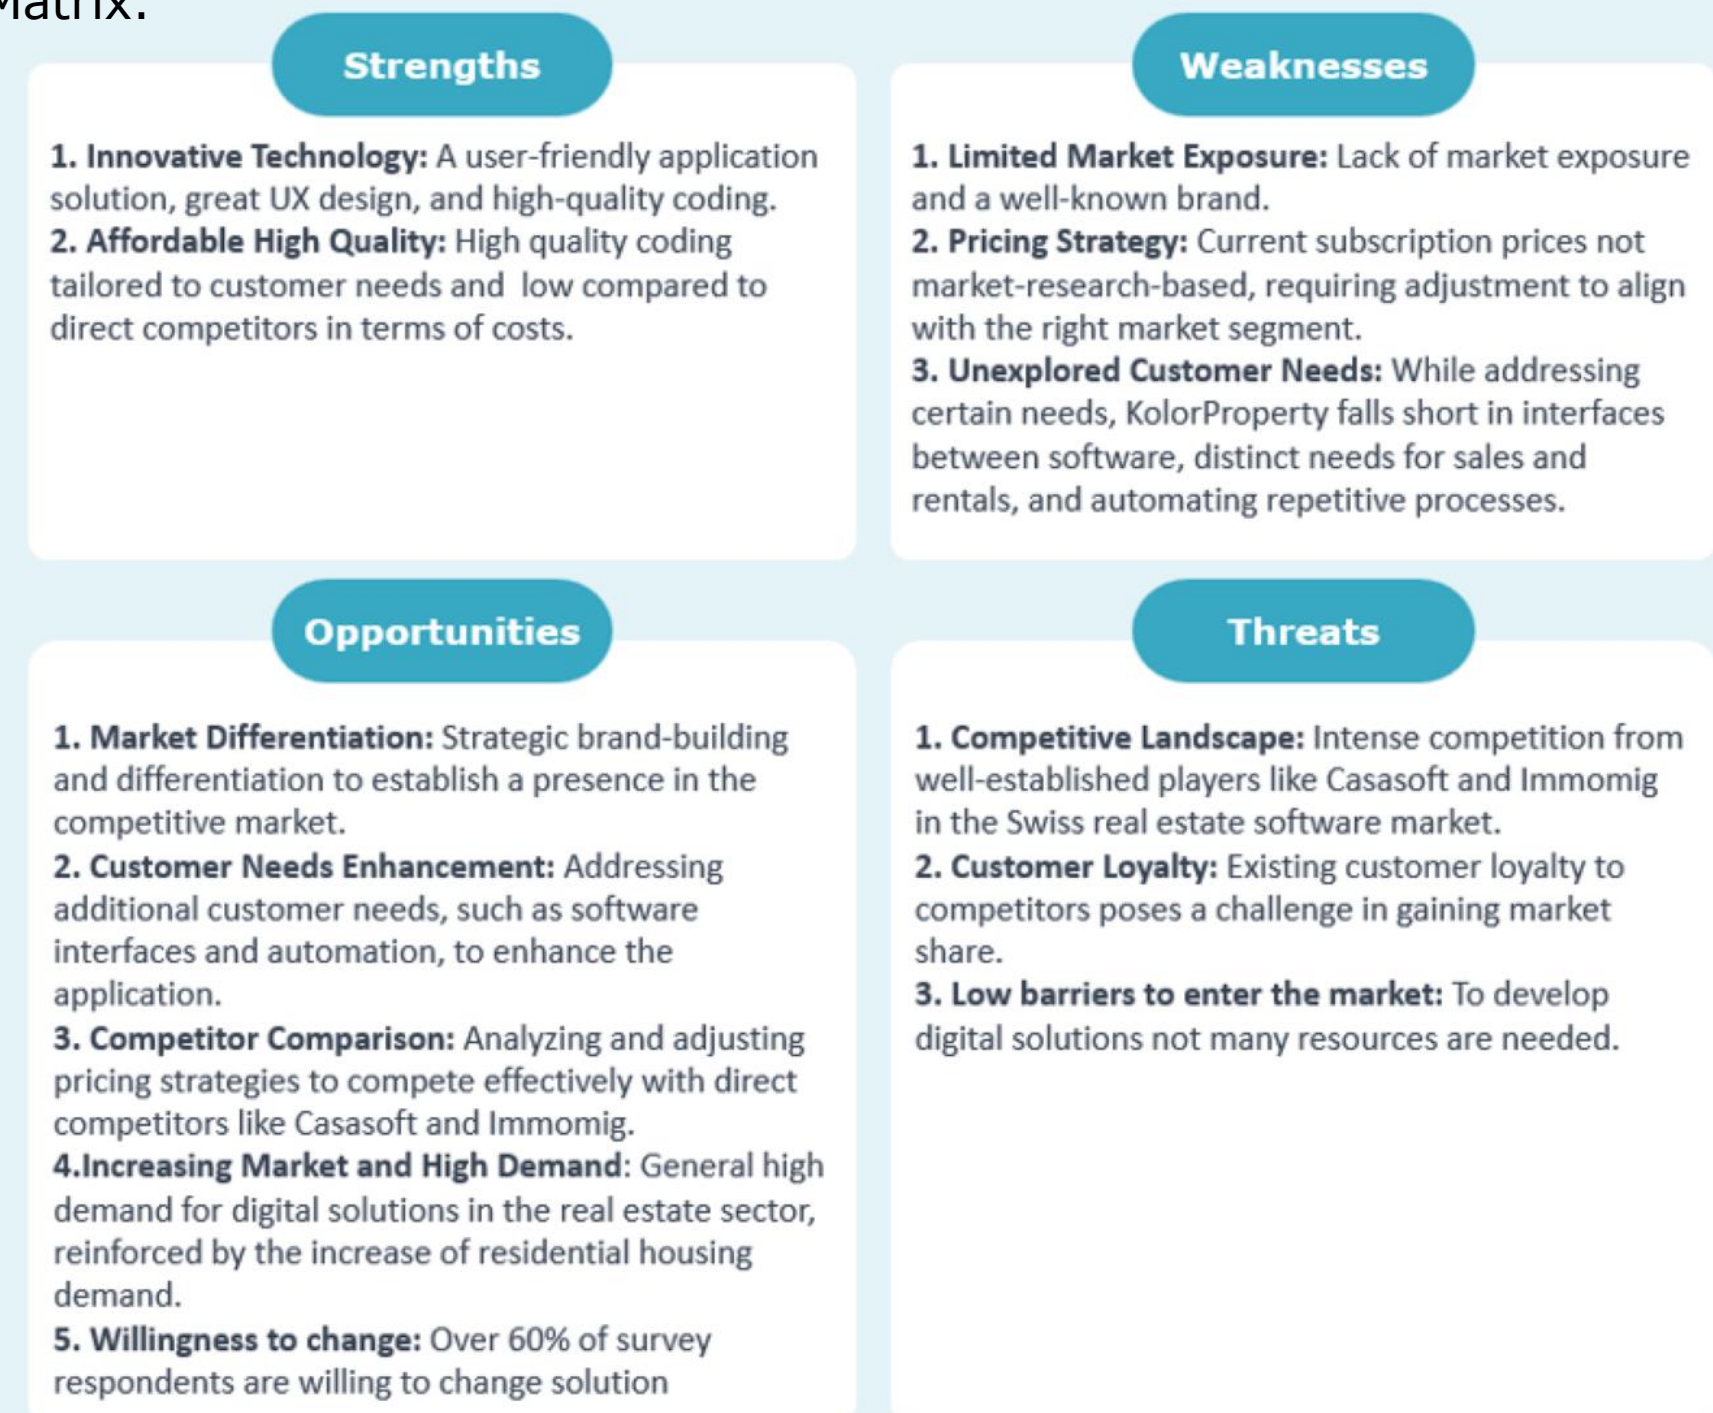 Matrix.
Strengths
1. Innovative Technology: A user-friendly application
solution, great UX design, and high-quality coding.
2. Affordable High Quality: High quality coding
tailored to customer needs and  low compared to
direct competitors in terms of costs.
Weaknesses
1. Limited Market Exposure: Lack of market exposure
and a well-known brand.
2. Pricing Strategy: Current subscription prices not
market-research-based, requiring adjustment to align
with the right market segment.
3. Unexplored Customer Needs: While addressing
certain needs, KolorProperty falls short in interfaces
between software, distinct needs for sales and
rentals, and automating repetitive processes.
Opportunities
1. Market Differentiation: Strategic brand-building
and differentiation to establish a presence in the
competitive market.
2. Customer Needs Enhancement: Addressing
additional customer needs, such as software
interfaces and automation, to enhance the
application.
3. Competitor Comparison: Analyzing and adjusting
pricing strategies to compete effectively with direct
competitors like Casasoft and Immomig.
4.Increasing Market and High Demand: General high
demand for digital solutions in the real estate sector,
reinforced by the increase of residential housing
demand.
5. Willingness to change: Over 60% of survey
respondents are willing to change solution
Threats
1. Competitive Landscape: Intense competition from
well-established players like Casasoft and Immomig
in the Swiss real estate software market.
2. Customer Loyalty: Existing customer loyalty to
competitors poses a challenge in gaining market
share.
3. Low barriers to enter the market: To develop
digital solutions not many resources are needed.